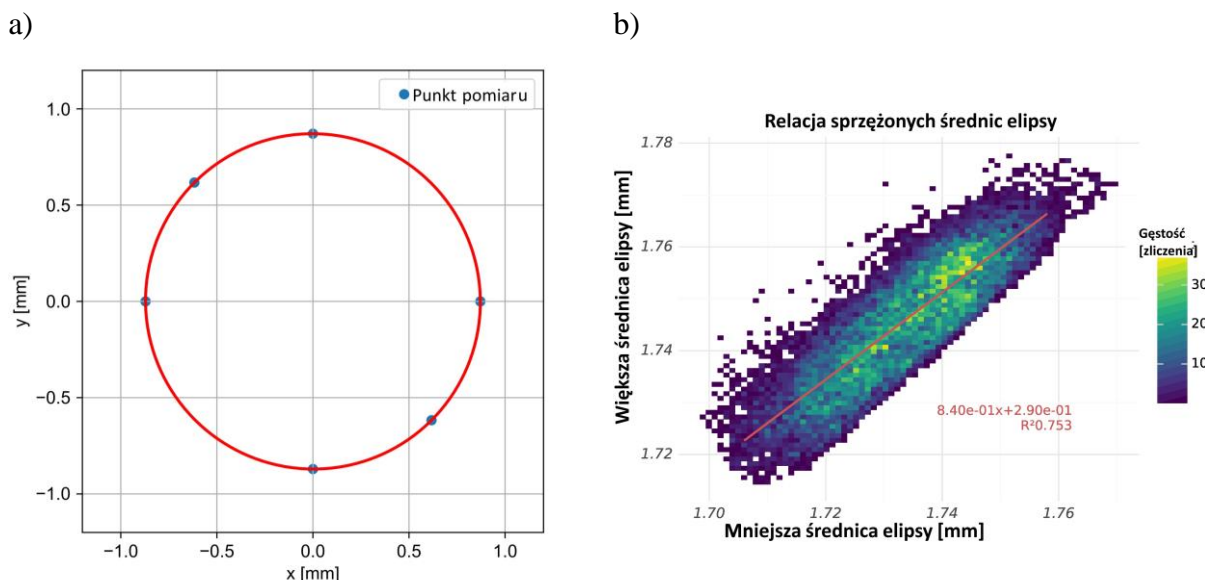 a)
1.0
0.5
0.0
−0.5
−1.0
y [mm]
−1.0 −0.5 0.0 0.5 1.0
x [mm]
Punkt pomiaru
b)
Relacja sprzężonych średnic elipsy
Większa średnica elipsy [mm]
1.78
1.76
1.74
1.72
1.70 1.72 1.74 1.76
Mniejsza średnica elipsy [mm]
8.40e-01x+2.90e-01
R²0.753
Gęstość
[zliczenia]
30
20
10